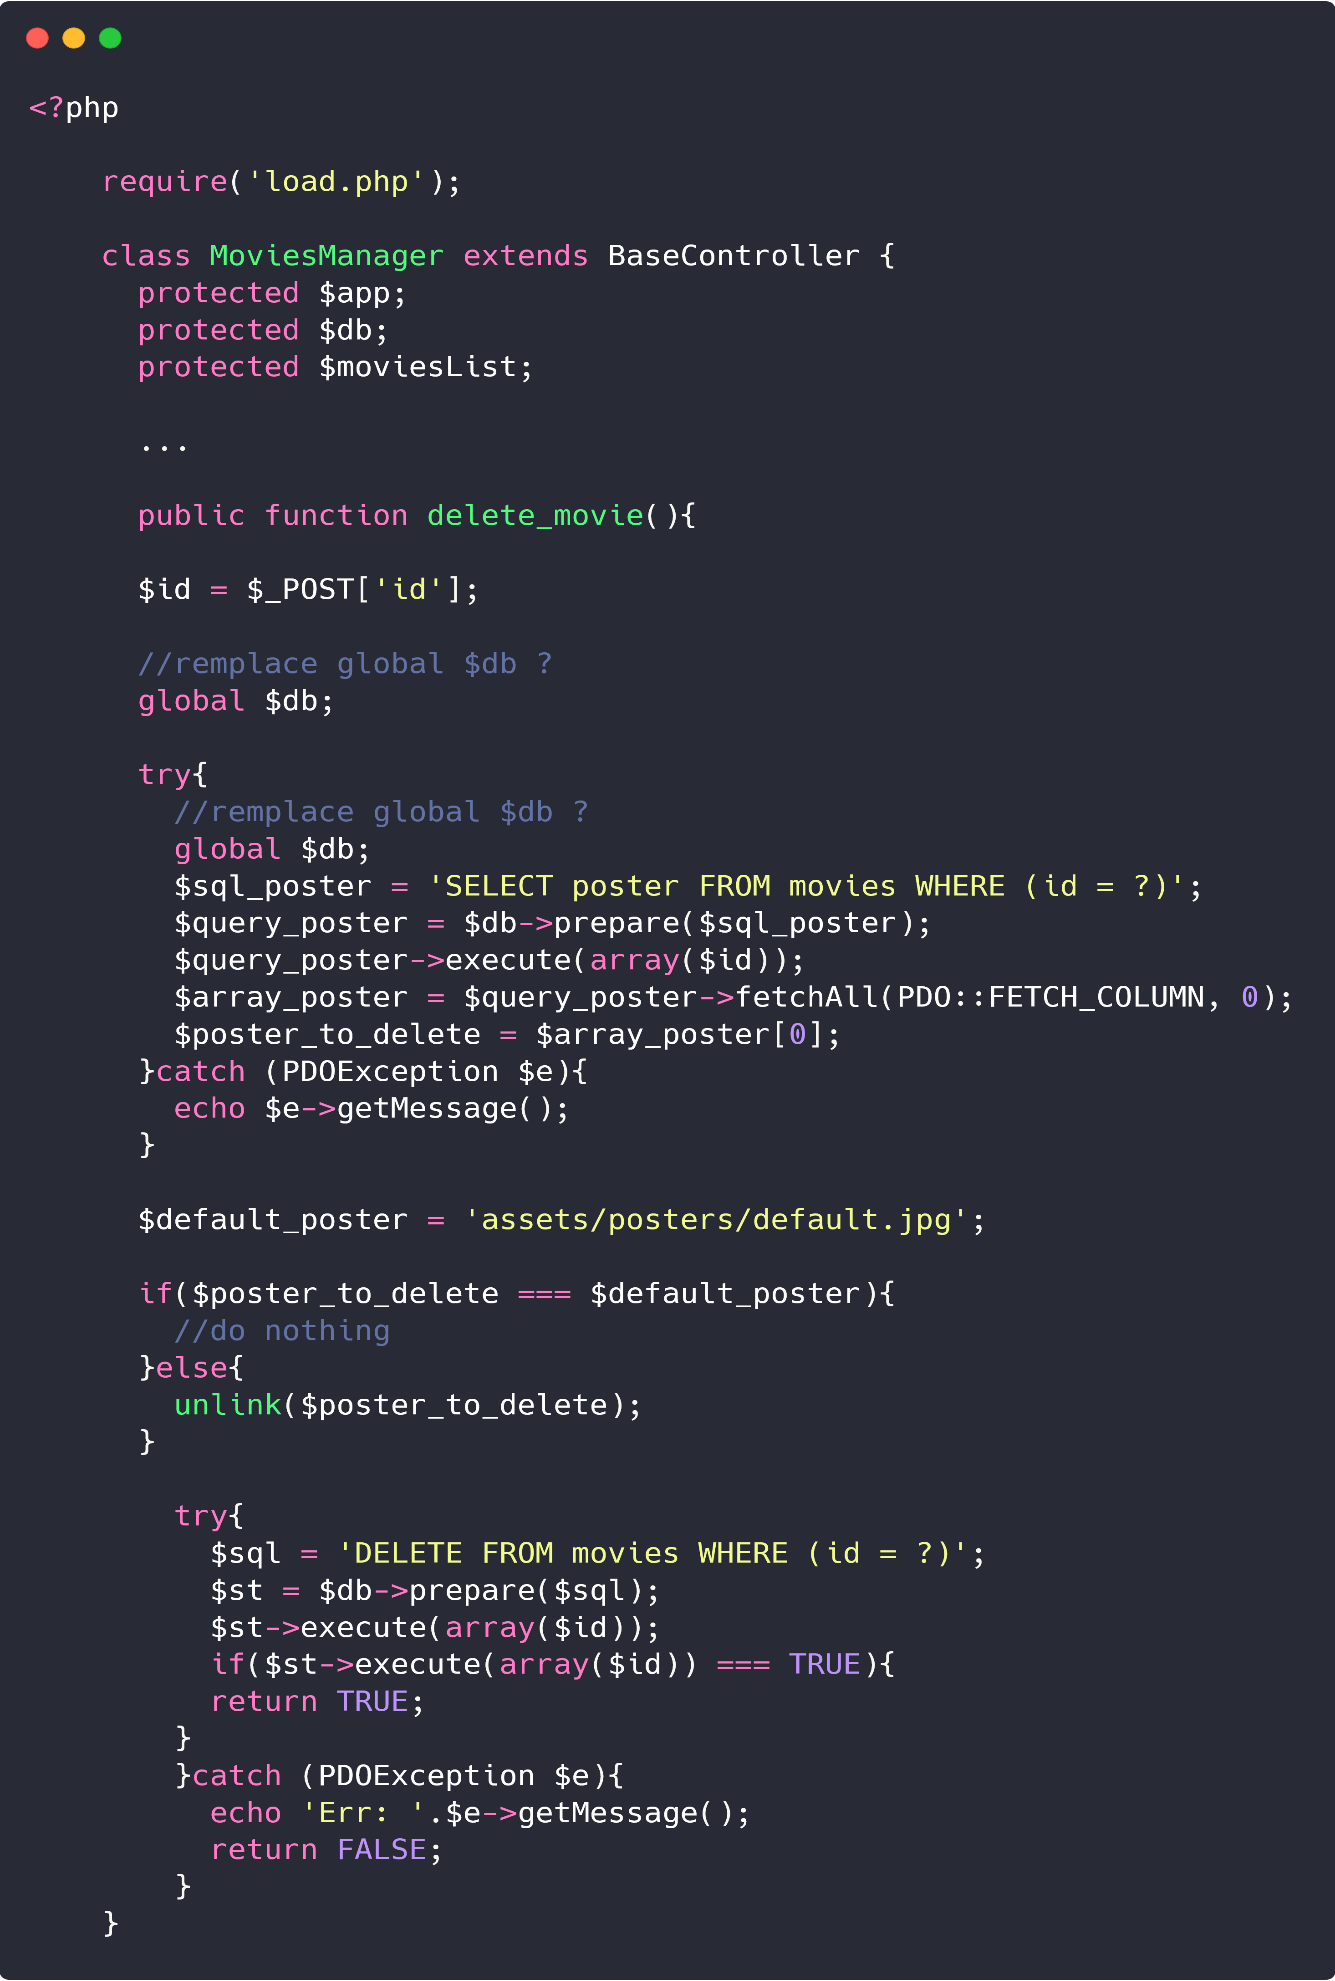 <?php
require('load.php');
class MoviesManager extends BaseController {
protected $app;
protected $db;
protected $moviesList;
...
public function delete_movie(){
$id = $_POST['id'];
//remplace global $db ?
global $db;
try{
//remplace global $db ?
global $db;
$sql_poster = 'SELECT poster FROM movies WHERE (id = ?)';
$query_poster = $db->prepare($sql_poster);
$query_poster->execute(array($id));
$array_poster = $query_poster->fetchAll(PDO::FETCH_COLUMN, 0);
$poster_to_delete = $array_poster[0];
}catch (PDOException $e){
echo $e->getMessage();
}
$default_poster = 'assets/posters/default.jpg';
if($poster_to_delete === $default_poster){
//do nothing
}else{
unlink($poster_to_delete);
}
try{
$sql = 'DELETE FROM movies WHERE (id = ?)';
$st = $db->prepare($sql);
$st->execute(array($id));
if($st->execute(array($id)) === TRUE){
return TRUE;
}
}catch (PDOException $e){
echo 'Err: '.$e->getMessage();
return FALSE;
}
}